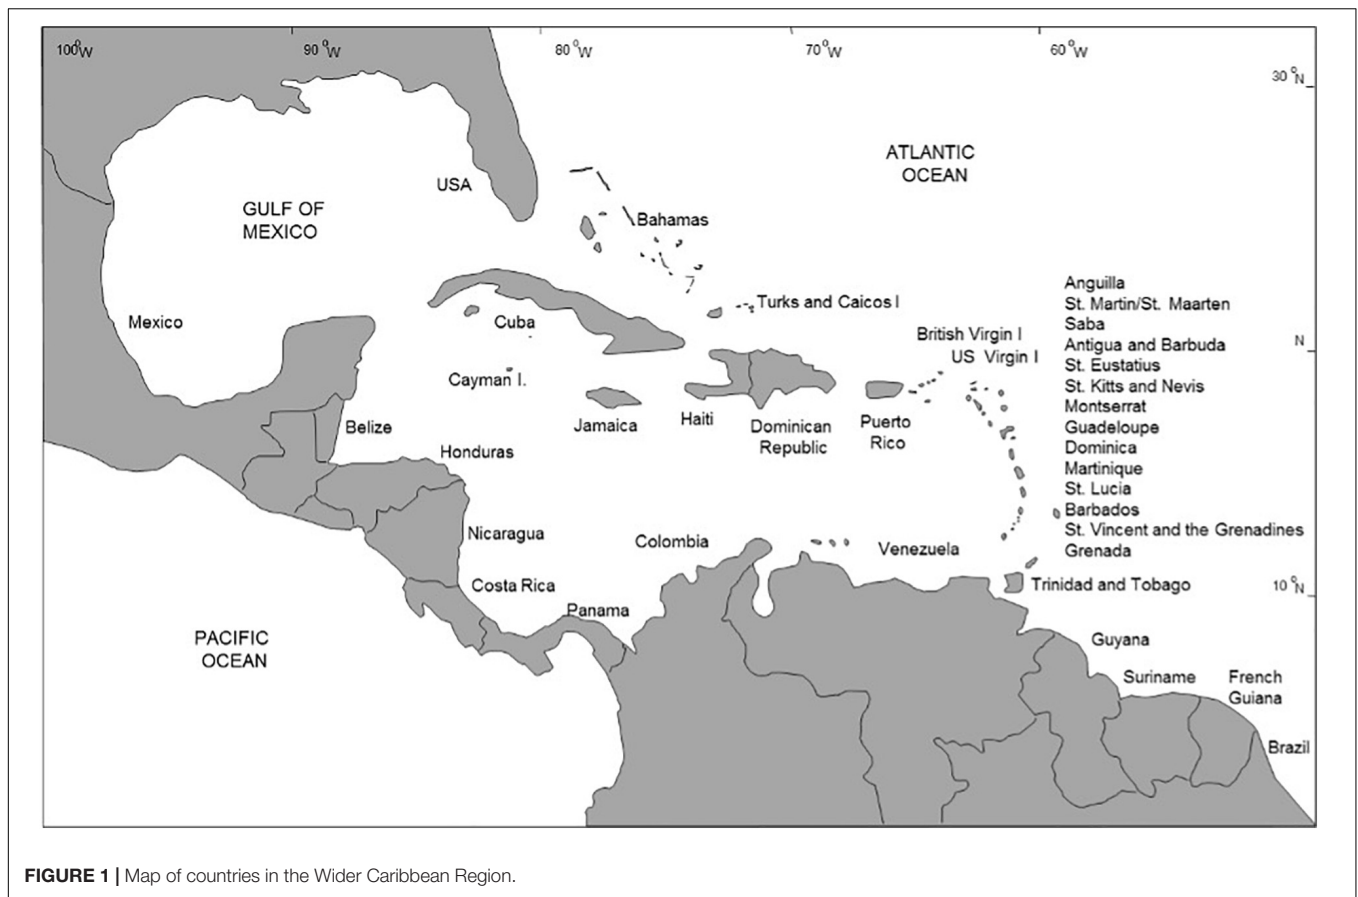 100°W 90°W 80°W 70°W 60°W
30°N
ATLANTIC
OCEAN
USA
GULF OF
MEXICO
Bahamas
Anguilla
St. Martin/St. Maarten
Saba
Antigua and Barbuda
St. Eustatius
St. Kitts and Nevis
Montserrat
Guadeloupe
Dominica
Martinique
St. Lucia
Barbados
St. Vincent and the Grenadines
Grenada
Turks and Caicos I
Mexico
Cuba
British Virgin I
US Virgin I
N
Cayman I.
Jamaica
Haiti
Dominican
Republic
Puerto
Rico
Belize
Honduras
Nicaragua
Colombia
Venezuela
Costa Rica
Trinidad and Tobago
10°N
Panama
PACIFIC
OCEAN
Guyana
Suriname
French
Guiana
Brazil
FIGURE 1 | Map of countries in the Wider Caribbean Region.